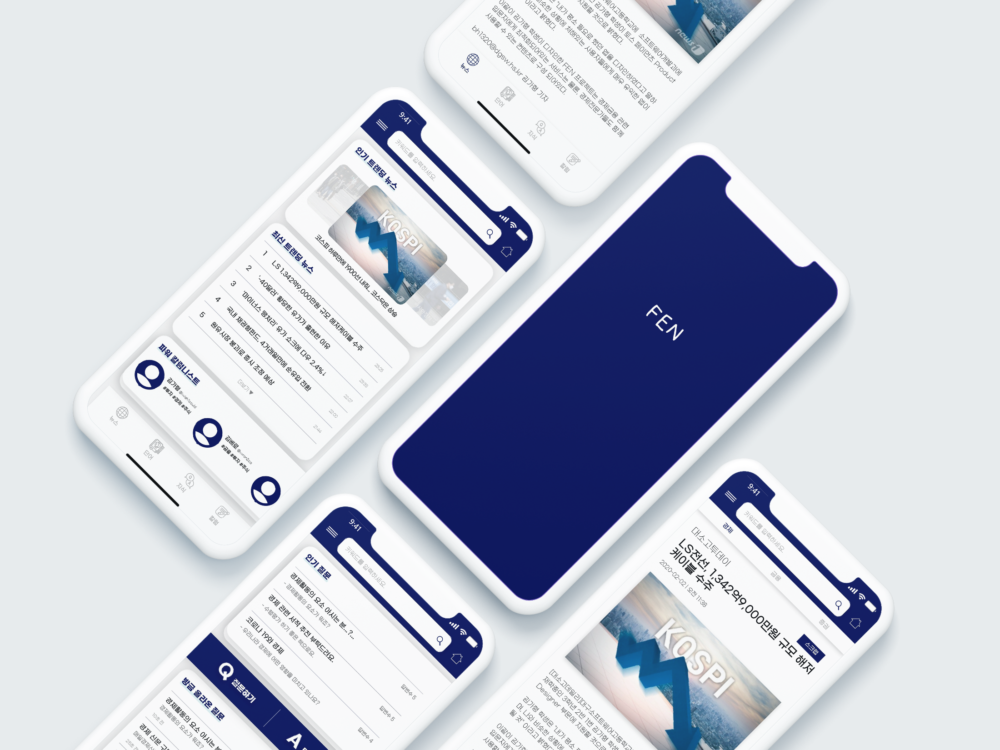 웨어고등학교에 소프트웨어개발과에
김가형 학생이 토스 페이먼츠 Product
지원할 것으로 밝혔다.
은 "내가 평소 필요로 했던 앱을 디자인하였다고 말하
비슷한 상황에 처해있는 사용자들에게 매우 유익한 앱이
이라고 밝혔다.
이같이 김가형 학생이 디자인한 FEN 프로젝트는 경제금융 관련
입문자에게 최적화되어있는 서비스는 물론, 경제전문가들도 함께
사용할 수 있는 컨텐츠로 구성 되어있다.
bh1320@dgsw.hs.kr 김가형 기자
news1
뉴스
단어
지식
칼럼
9:41
키워드를 입력하세요.
인기 트렌딩 뉴스
KOSPI
news1
코스피 하루만에 1900선 내줘... 코스닥은 상승
최신 트렌딩 뉴스
1 LS 1,342억9,000만원 규모 해저케이블 수주 23:25
2 '-40달러' 황당한 유가가 출현한 이유 23:33
3 '마이너스 땡처리' 유가 쇼크에 다우 2.4%↓ 22:07
4 국내 채권형펀드, 4거래일만에 순유입 전환 22:00
5 원유시장 붕괴로 증시 조정 예상 21:44
더보기▼
파워 칼럼니스트
김가형 @iwish1could
#투자 #경제 #주식
김베로
#금융 #투자 #주식
뉴스
단어
지식
칼럼
FEN
9:41
키워드를 입력하세요.
인기 질문
경제활동의 요소 아시는 분...?...
- 경제활동의 요소가 뭐죠?
답변수 5
경제 관련 서적 추천 부탁드려요.
- 수행평가 하기 좋은 책으로요.
답변수 5
코로나 19와 경제
- 우리나라 경제에 어떤 영향을 미치고 있나요?
답변수 4
Q 질문하기
A
방금 올라온 질문
경제활동의 요소 아시는 분
경제활동의 요소가 뭐죠?
10초 전
경제 신문 구
매일경제신
25초 전
9:41
키워드를 입력하세요.
경제
금융
증권
대소고투데이
스크랩
LS전선, 1,342억9,000만원 규모 해저
케이블 수주
2020-02-02 | 오전 11:38
KOSPI
[대소고데일리]대구소프트웨어고등학교
재학중인 3학년 2반 1번 김가형 학생
Designer 부문에 지원할 것으로
김가형 학생은 "내가 평소 필
며, 나와 비슷한 상황에
될 것" 이라고 밝혔다
이같이 김가형
입문자에게
사용할